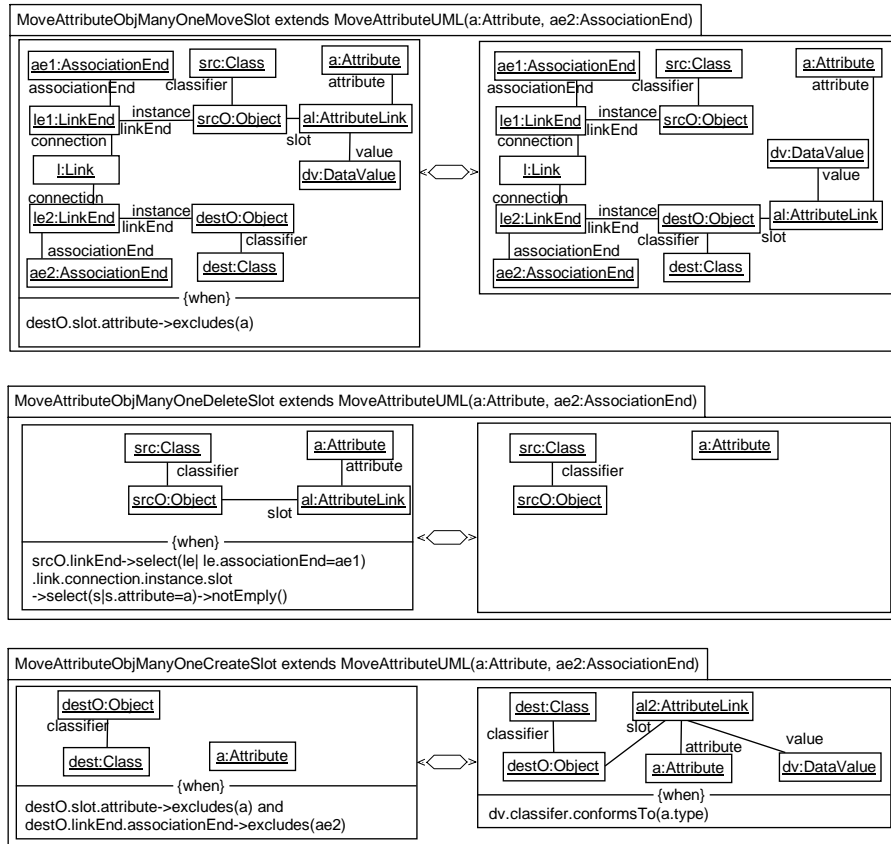 MoveAttributeObjManyOneMoveSlot extends MoveAttributeUML(a:Attribute, ae2:AssociationEnd)
ae1:AssociationEnd
src:Class
a:Attribute
associationEnd
classifier
attribute
le1:LinkEnd
instance
linkEnd
srcO:Object
al:AttributeLink
connection
slot
value
l:Link
dv:DataValue
connection
le2:LinkEnd
instance
linkEnd
destO:Object
associationEnd
classifier
ae2:AssociationEnd
dest:Class
{when}
destO.slot.attribute->excludes(a)
ae1:AssociationEnd
src:Class
a:Attribute
associationEnd
classifier
attribute
le1:LinkEnd
instance
linkEnd
srcO:Object
connection
l:Link
dv:DataValue
value
connection
le2:LinkEnd
instance
linkEnd
destO:Object
al:AttributeLink
classifier
slot
associationEnd
ae2:AssociationEnd
dest:Class
MoveAttributeObjManyOneDeleteSlot extends MoveAttributeUML(a:Attribute, ae2:AssociationEnd)
src:Class
a:Attribute
classifier
attribute
srcO:Object
al:AttributeLink
slot
{when}
srcO.linkEnd->select(le| le.associationEnd=ae1)
.link.connection.instance.slot
->select(s|s.attribute=a)->notEmply()
src:Class
a:Attribute
classifier
srcO:Object
MoveAttributeObjManyOneCreateSlot extends MoveAttributeUML(a:Attribute, ae2:AssociationEnd)
destO:Object
classifier
dest:Class
a:Attribute
{when}
destO.slot.attribute->excludes(a) and
destO.linkEnd.associationEnd->excludes(ae2)
dest:Class
al2:AttributeLink
classifier
slot
attribute
value
destO:Object
a:Attribute
dv:DataValue
{when}
dv.classifer.conformsTo(a.type)